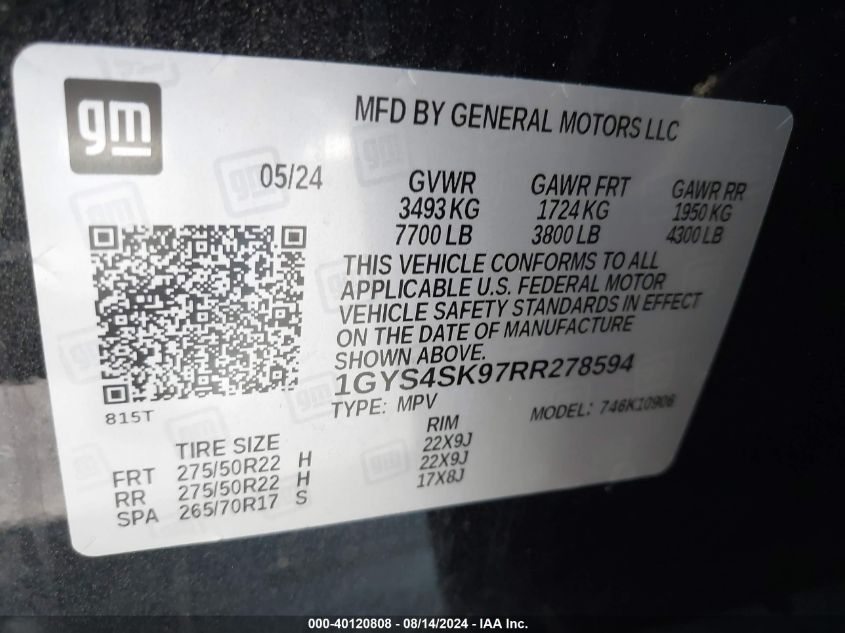 gm
MFD BY GENERAL MOTORS LLC
05/24
GVWR GAWR FRT GAWR RR
3493 KG 1724 KG 1950 KG
7700 LB 3800 LB 4300 LB
THIS VEHICLE CONFORMS TO ALL
APPLICABLE U.S. FEDERAL MOTOR
VEHICLE SAFETY STANDARDS IN EFFECT
ON THE DATE OF MANUFACTURE
SHOWN ABOVE.
1GYS4SK97RR278594
TYPE: MPV MODEL: 746K10906
815T
TIRE SIZE RIM
FRT 275/50R22 H 22X9J
RR 275/50R22 H 22X9J
SPA 265/70R17 S 17X8J
000-40120808 - 08/14/2024 - IAA Inc.